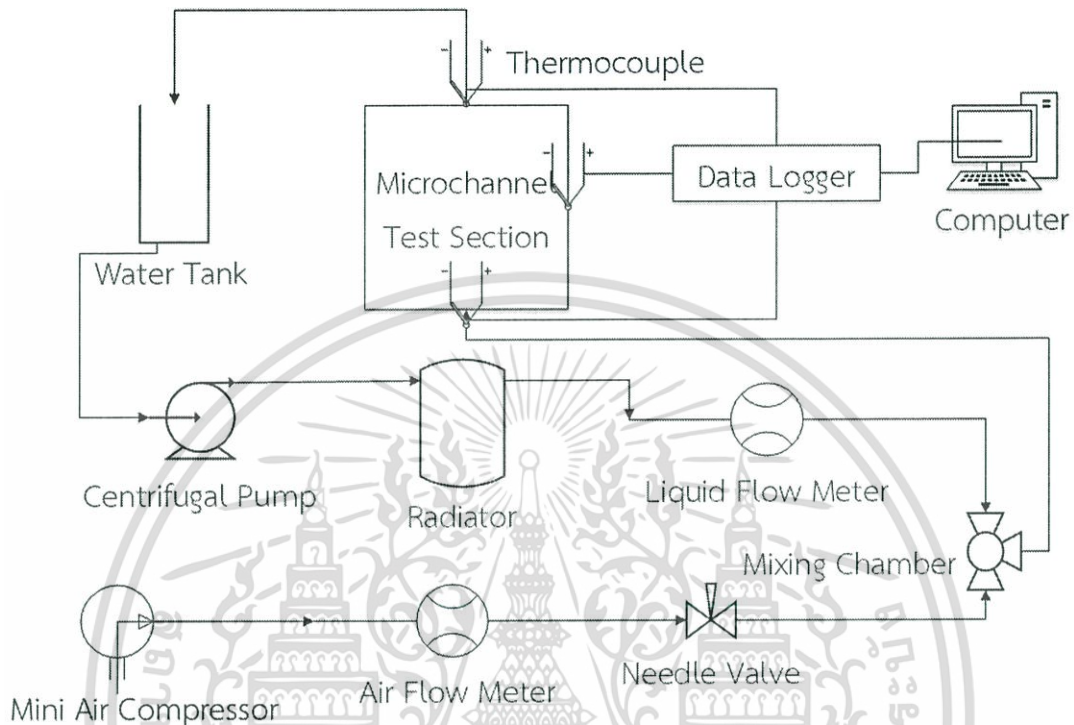 - +
Thermocouple
- +
Microchannel
Data Logger
Computer
Test Section
- +
Water Tank
Centrifugal Pump
Radiator
Liquid Flow Meter
Mixing Chamber
Mini Air Compressor
Air Flow Meter
Needle Valve